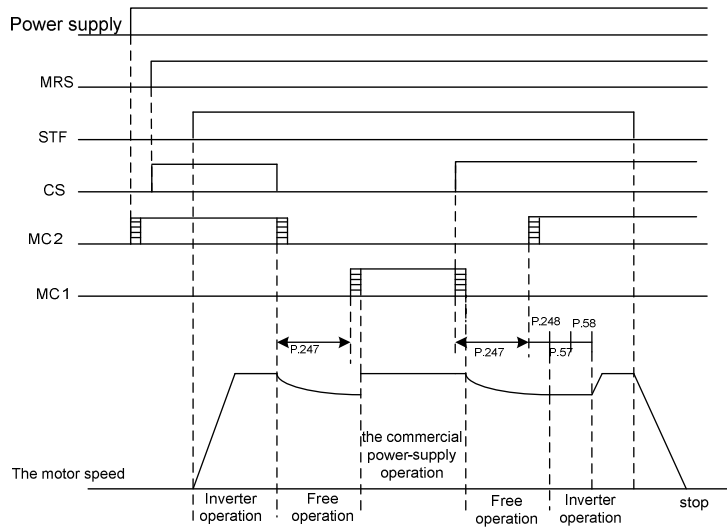 Power supply
MRS
STF
CS
MC2
MC1
P.247
P.247
P.248
P.57
P.58
the commercial
power-supply
operation
The motor speed
Inverter
operation
Free
operation
Free
operation
Inverter
operation
stop